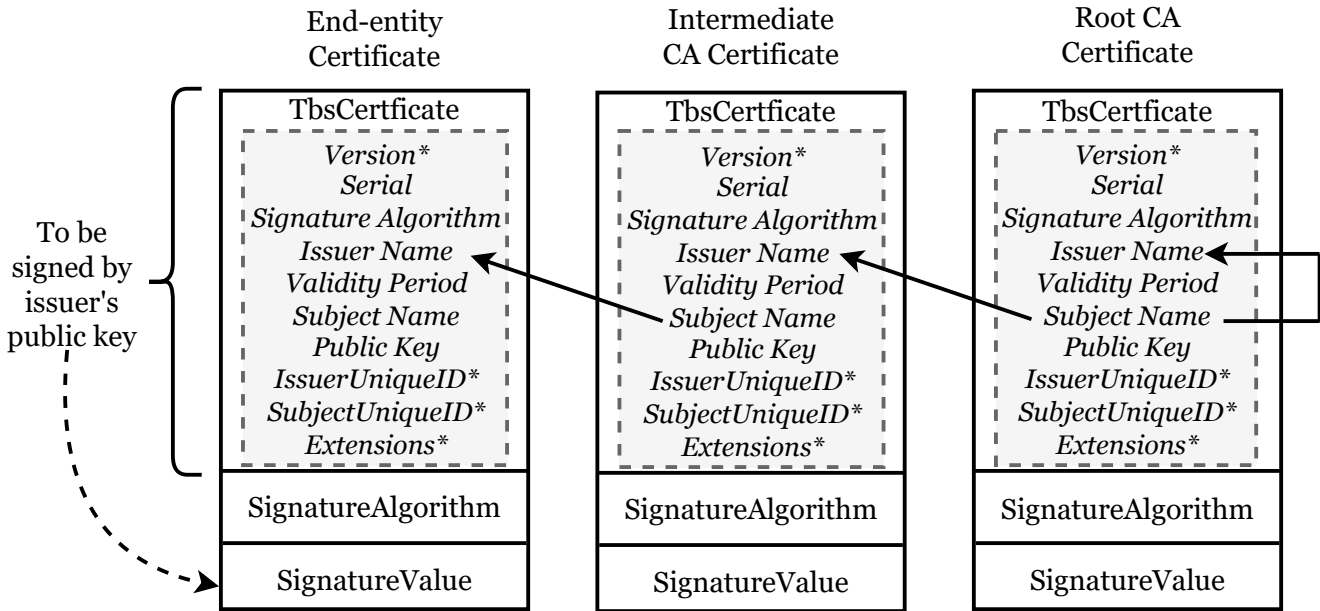 End-entity
Certificate
Intermediate
CA Certificate
Root CA
Certificate
To be
signed by
issuer's
public key
TbsCertficate
Version*
Serial
Signature Algorithm
Issuer Name
Validity Period
Subject Name
Public Key
IssuerUniqueID*
SubjectUniqueID*
Extensions*
SignatureAlgorithm
SignatureValue
TbsCertficate
Version*
Serial
Signature Algorithm
Issuer Name
Validity Period
Subject Name
Public Key
IssuerUniqueID*
SubjectUniqueID*
Extensions*
SignatureAlgorithm
SignatureValue
TbsCertficate
Version*
Serial
Signature Algorithm
Issuer Name
Validity Period
Subject Name
Public Key
IssuerUniqueID*
SubjectUniqueID*
Extensions*
SignatureAlgorithm
SignatureValue